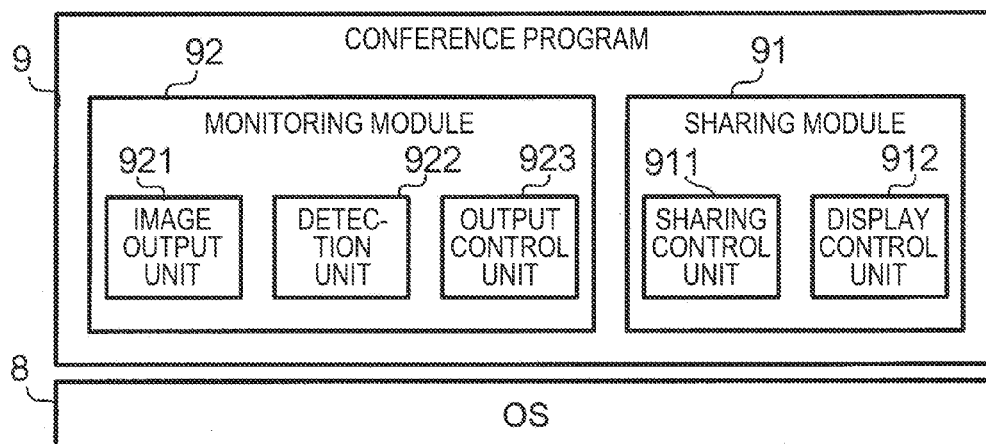 CONFERENCE PROGRAM
9
92
91
MONITORING MODULE
SHARING MODULE
921
922
923
911
912
IMAGE
OUTPUT
UNIT
DETEC-
TION
UNIT
OUTPUT
CONTROL
UNIT
SHARING
CONTROL
UNIT
DISPLAY
CONTROL
UNIT
8
OS